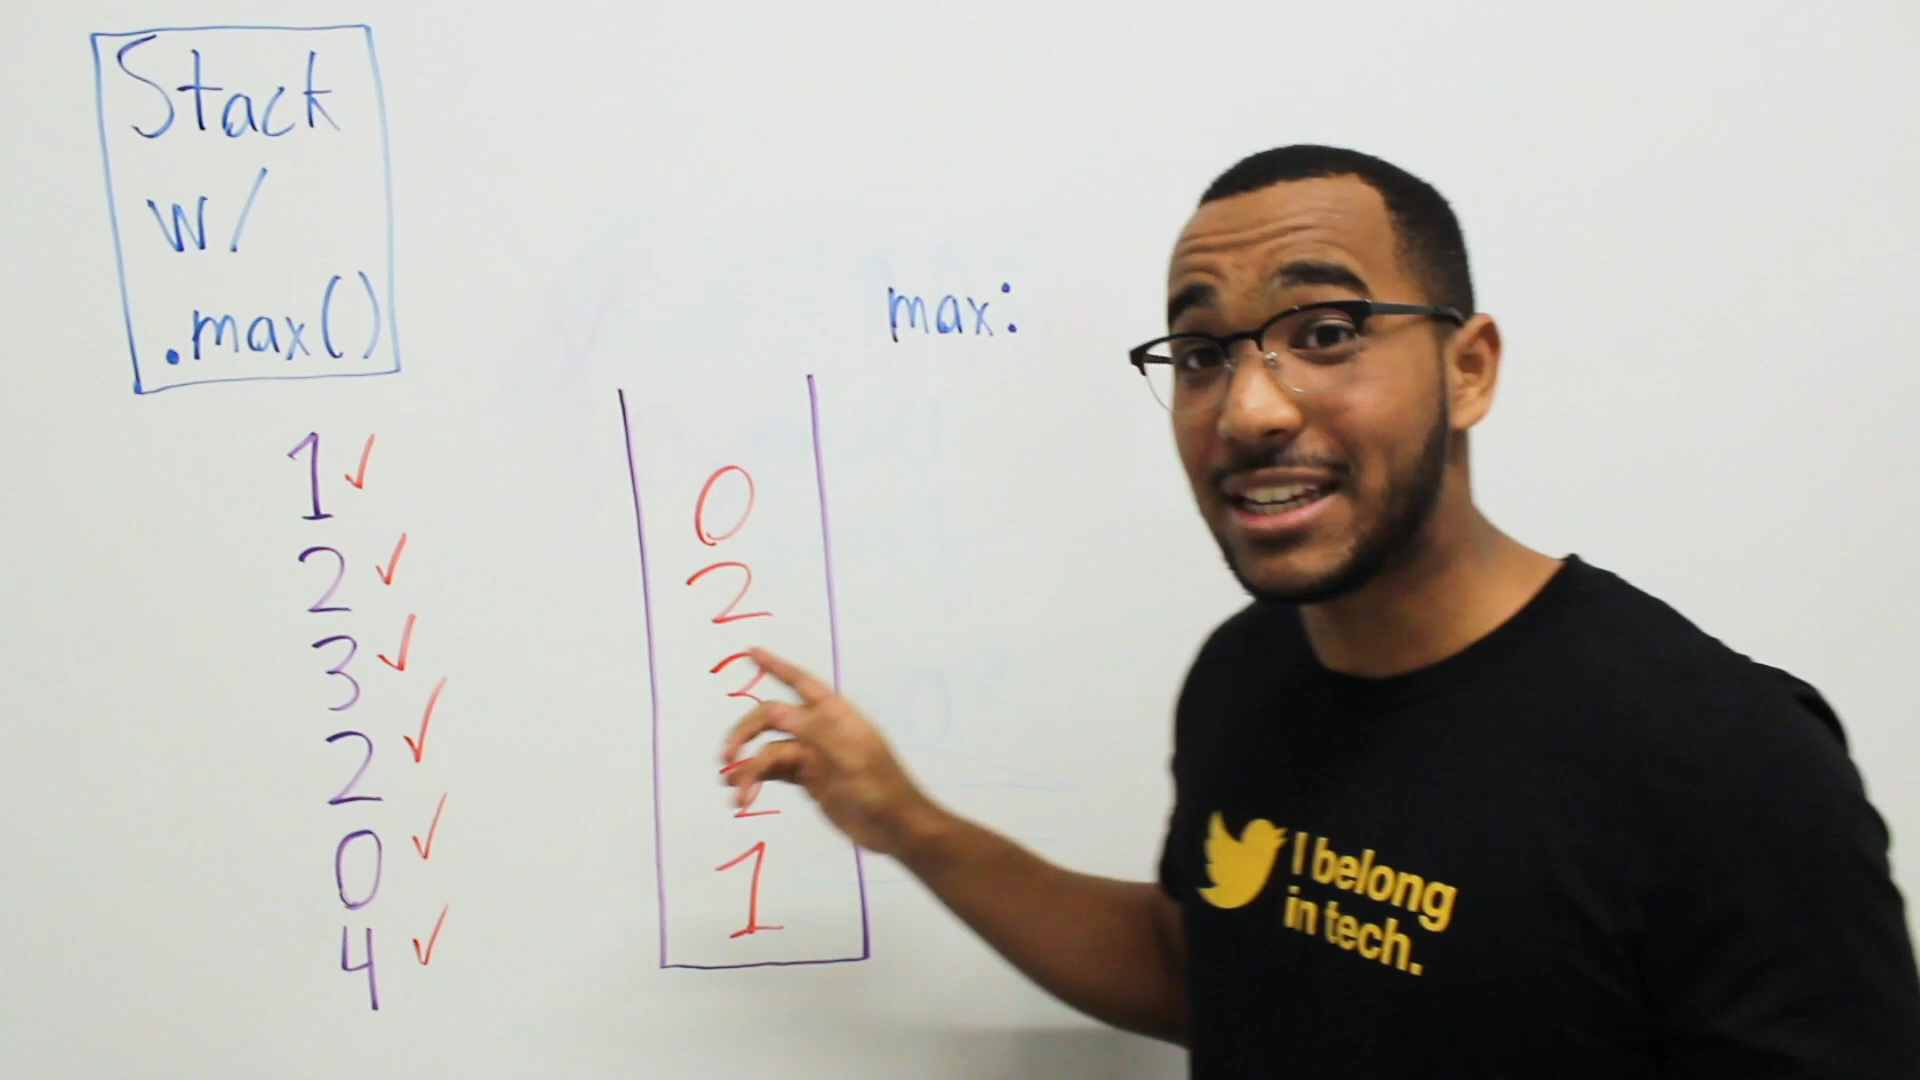 Stack
w/
.max()
1 ✓
2 ✓
3 ✓
2 ✓
0 ✓
4 ✓
max:
0
2
3
2
1
I belong
in tech.